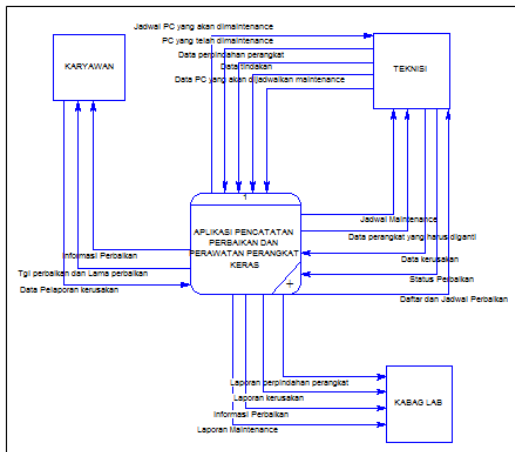 Jadwal PC yang akan dimaintenance
PC yang telah dimaintenance
Data perpindahan perangkat
Data tindakan
Data PC yang akan dijadwalkan maintenance
KARYAWAN
TEKNISI
1
APLIKASI PENCATATAN
PERBAIKAN DAN
PERAWATAN PERANGKAT
KERAS
+
Jadwal Maintenance
Data perangkat yang harus diganti
Data kerusakan
Status Perbaikan
Daftar dan Jadwal Perbaikan
Informasi Perbaikan
Tgl perbaikan dan Lama perbaikan
Data Pelaporan kerusakan
Laporan perpindahan perangkat
Laporan kerusakan
Informasi Perbaikan
Laporan Maintenance
KABAG LAB